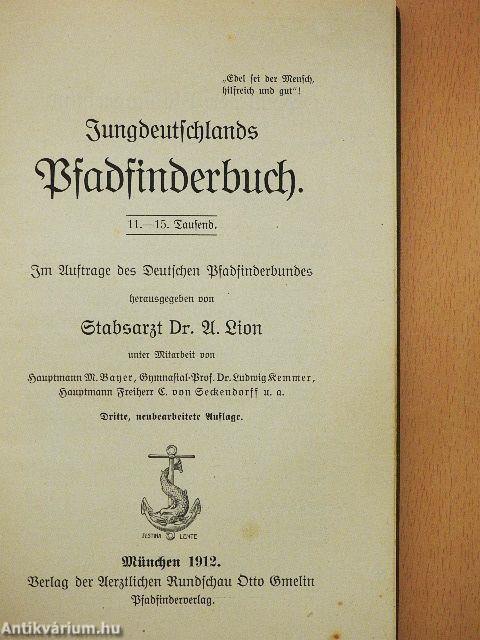 „Edel sei der Mensch,
hilfreich und gut“!
Jungdeutschlands
Pfadfinderbuch.
11.—15. Tausend.
Im Auftrage des Deutschen Pfadfinderbundes
herausgegeben von
Stabsarzt Dr. A. Lion
unter Mitarbeit von
Hauptmann M. Bayer, Gymnasial-Prof. Dr. Ludwig Kemmer,
Hauptmann Freiherr C. von Seckendorff u. a.
Dritte, neubearbeitete Auflage.
FESTINA LENTE
München 1912.
Verlag der Aerztlichen Rundschau Otto Gmelin
Pfadfinderverlag.
Antikvárium.hu